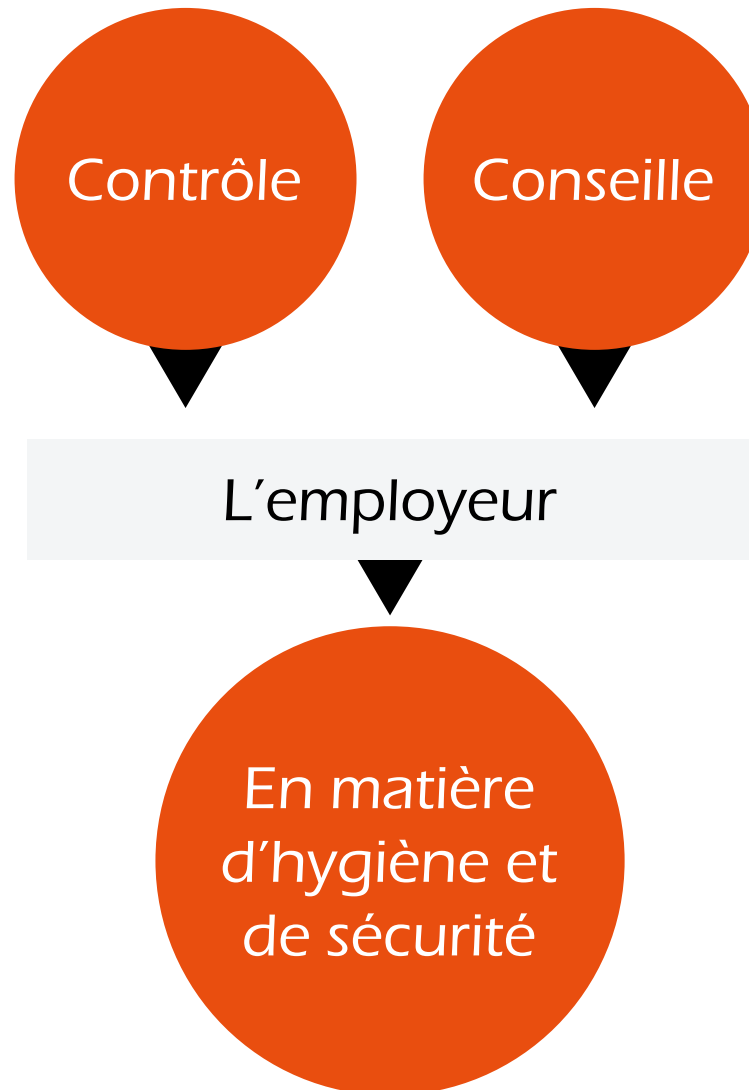 Contrôle
Conseille
L'employeur
En matière
d'hygiène et
de sécurité